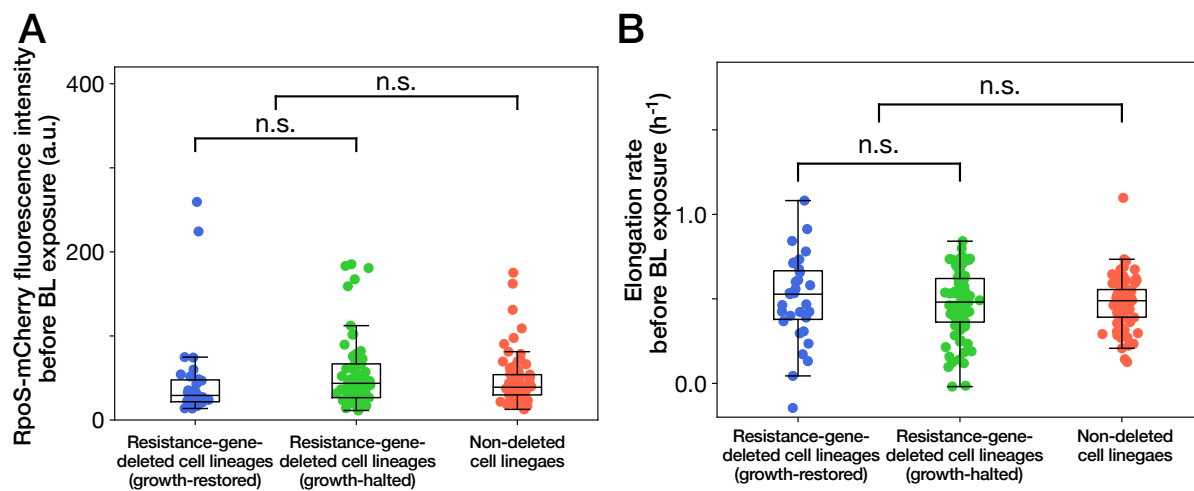 A
RpoS-mCherry fluorescence intensity
before BL exposure (a.u.)
400
200
0
n.s.
n.s.
Resistance-gene-
deleted cell lineages
(growth-restored)
Resistance-gene-
deleted cell lineages
(growth-halted)
Non-deleted
cell linegaes
B
Elongation rate
before BL exposure (h⁻¹)
1.0
0.0
n.s.
n.s.
Resistance-gene-
deleted cell lineages
(growth-restored)
Resistance-gene-
deleted cell lineages
(growth-halted)
Non-deleted
cell linegaes